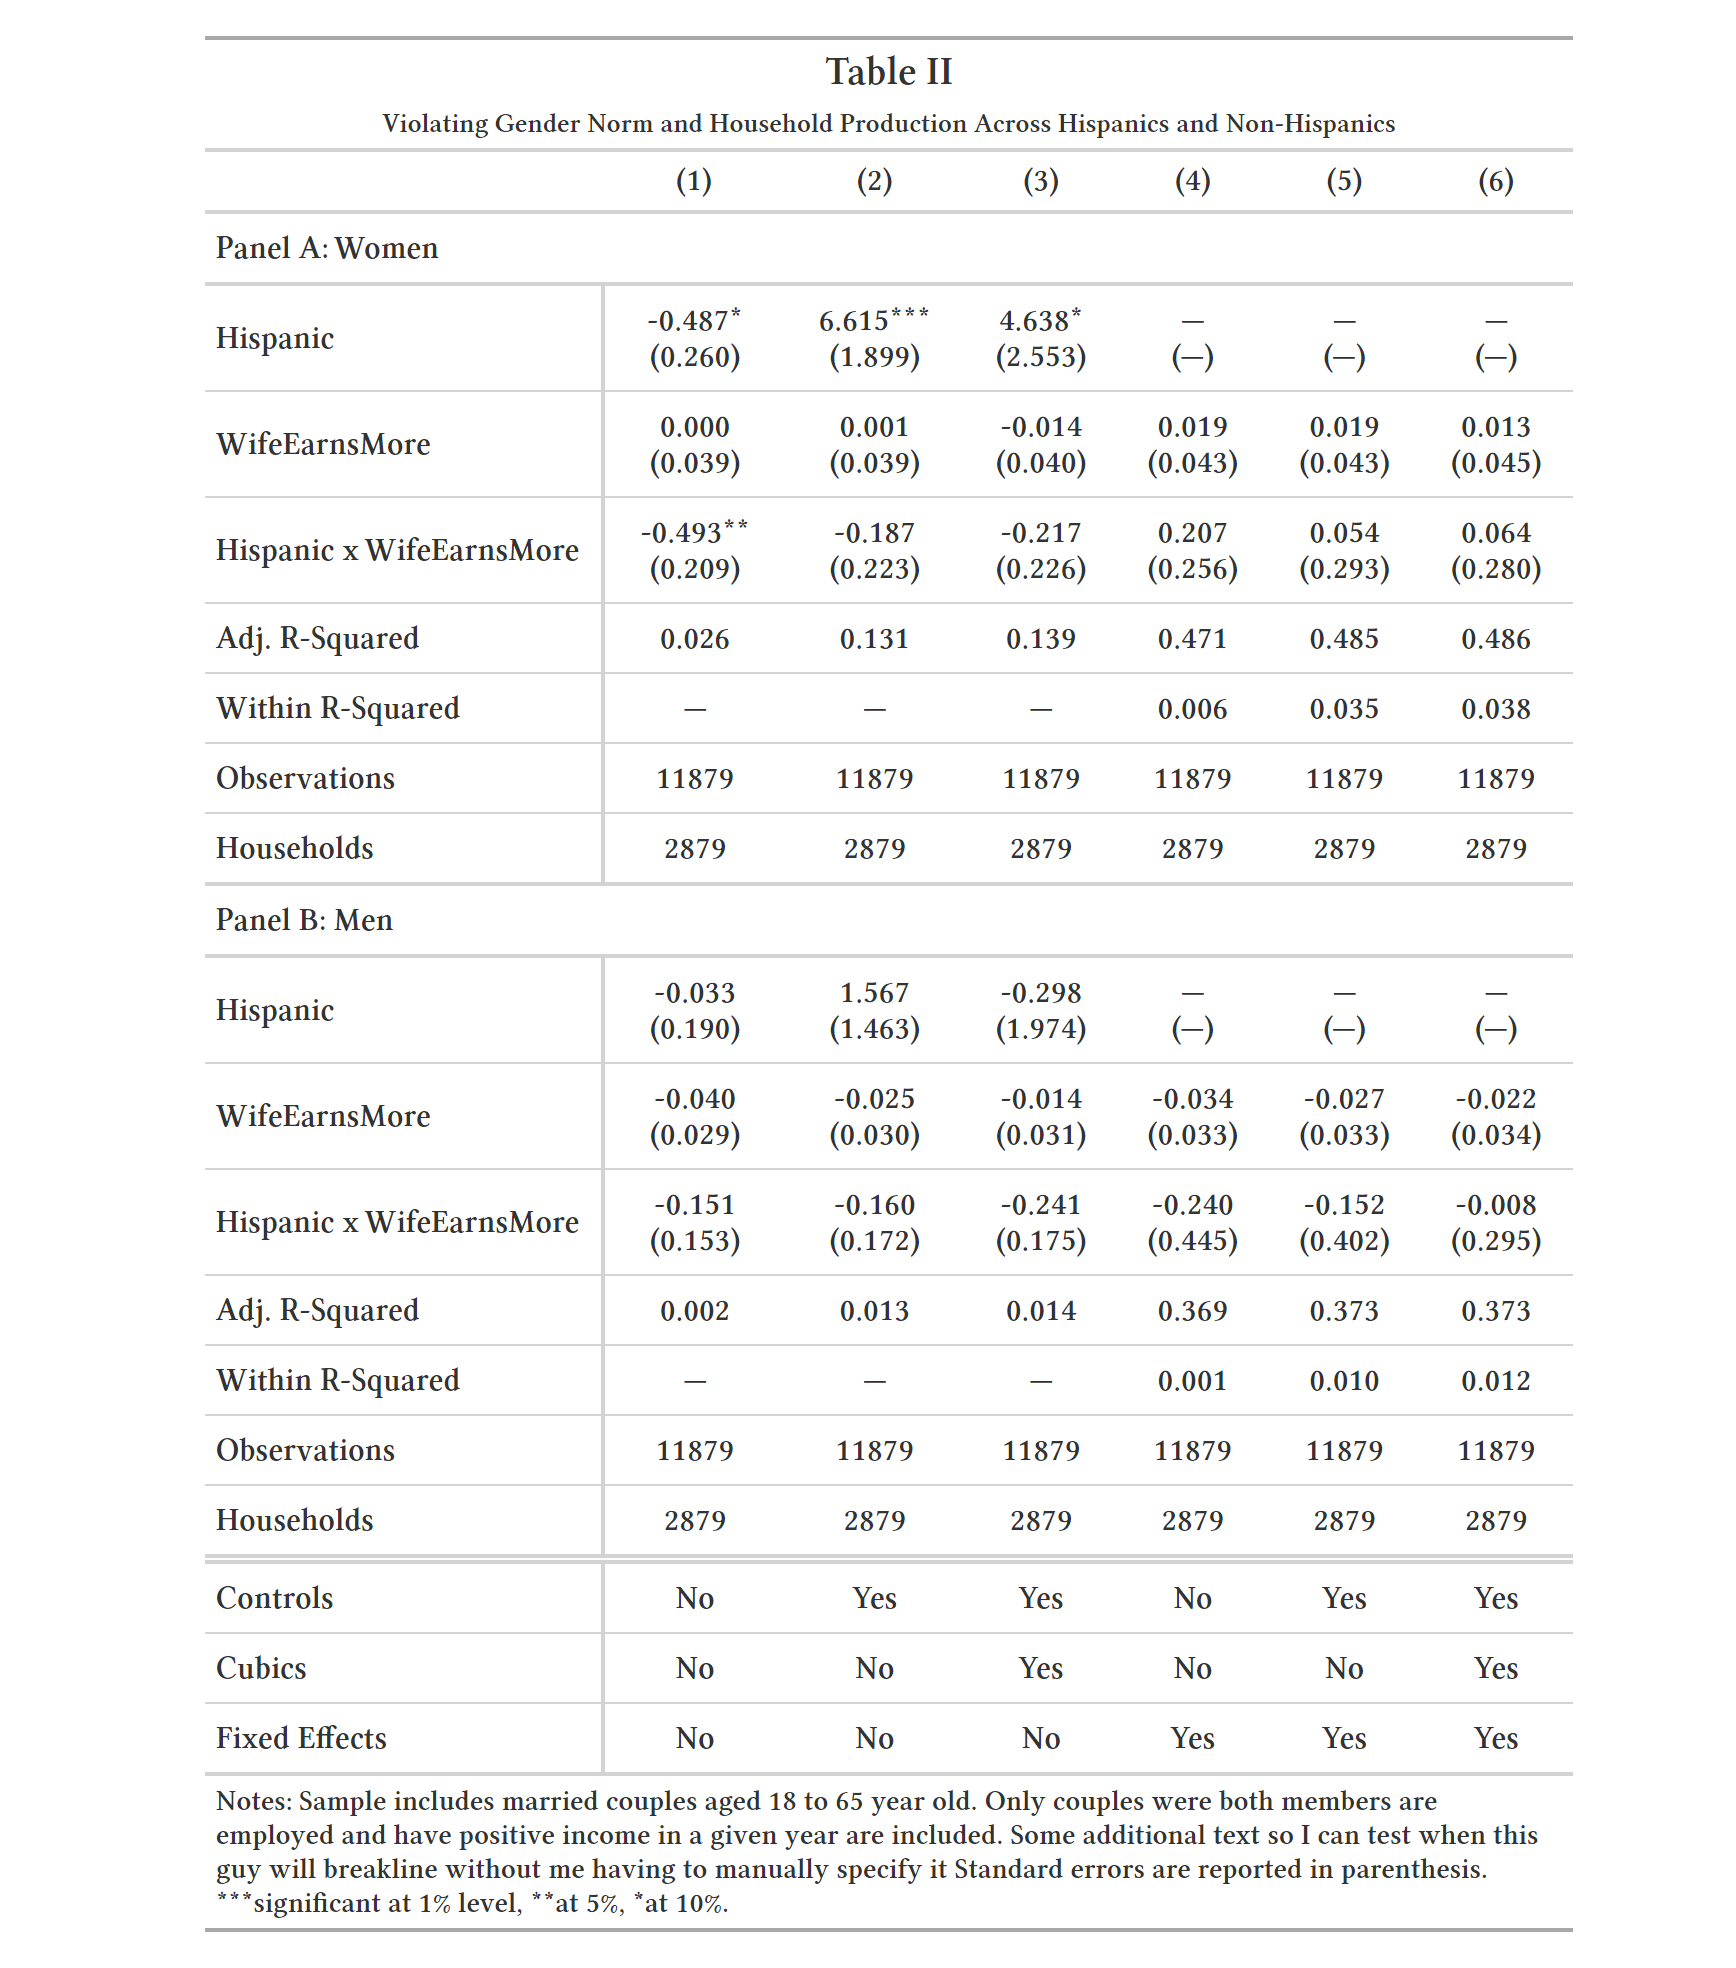 Table II
Violating Gender Norm and Household Production Across Hispanics and Non-Hispanics
(1) (2) (3) (4) (5) (6)
Panel A: Women
Hispanic -0.487* 6.615*** 4.638* — — —
(0.260) (1.899) (2.553) (—) (—) (—)
WifeEarnsMore 0.000 0.001 -0.014 0.019 0.019 0.013
(0.039) (0.039) (0.040) (0.043) (0.043) (0.045)
Hispanic x WifeEarnsMore -0.493** -0.187 -0.217 0.207 0.054 0.064
(0.209) (0.223) (0.226) (0.256) (0.293) (0.280)
Adj. R-Squared 0.026 0.131 0.139 0.471 0.485 0.486
Within R-Squared — — — 0.006 0.035 0.038
Observations 11879 11879 11879 11879 11879 11879
Households 2879 2879 2879 2879 2879 2879
Panel B: Men
Hispanic -0.033 1.567 -0.298 — — —
(0.190) (1.463) (1.974) (—) (—) (—)
WifeEarnsMore -0.040 -0.025 -0.014 -0.034 -0.027 -0.022
(0.029) (0.030) (0.031) (0.033) (0.033) (0.034)
Hispanic x WifeEarnsMore -0.151 -0.160 -0.241 -0.240 -0.152 -0.008
(0.153) (0.172) (0.175) (0.445) (0.402) (0.295)
Adj. R-Squared 0.002 0.013 0.014 0.369 0.373 0.373
Within R-Squared — — — 0.001 0.010 0.012
Observations 11879 11879 11879 11879 11879 11879
Households 2879 2879 2879 2879 2879 2879
Controls No Yes Yes No Yes Yes
Cubics No No Yes No No Yes
Fixed Effects No No No Yes Yes Yes
Notes: Sample includes married couples aged 18 to 65 year old. Only couples were both members are
employed and have positive income in a given year are included. Some additional text so I can test when this
guy will breakline without me having to manually specify it Standard errors are reported in parenthesis.
***significant at 1% level, **at 5%, *at 10%.